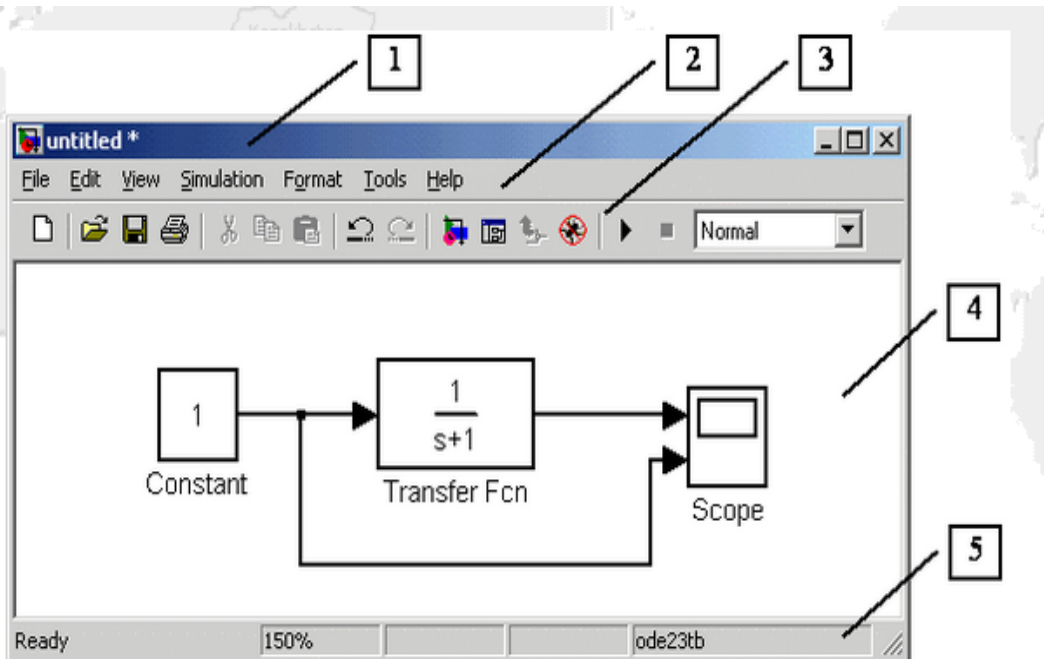 Kazakhstan
1
2
3
untitled *
File Edit View Simulation Format Tools Help
Normal
4
1
1
s+1
Constant
Transfer Fcn
Scope
5
Ready
150%
ode23tb